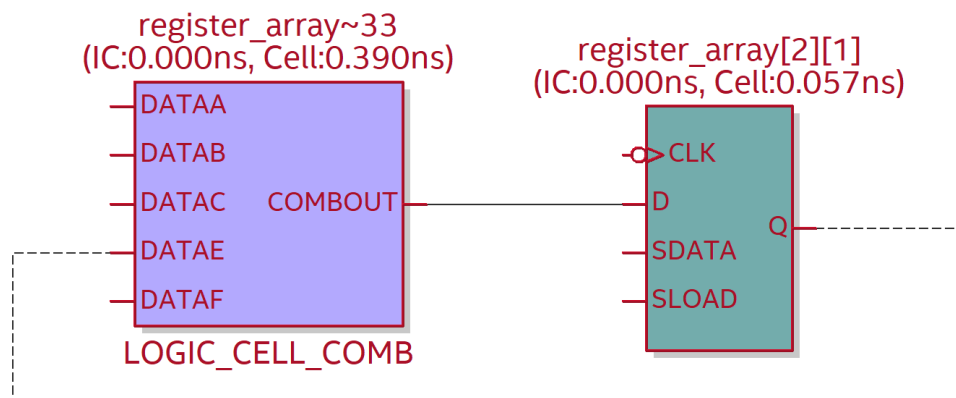 register_array~33
(IC:0.000ns, Cell:0.390ns)
DATAA
DATAB
DATAC
COMBOUT
DATAE
DATAF
LOGIC_CELL_COMB
register_array[2][1]
(IC:0.000ns, Cell:0.057ns)
CLK
D
Q
SDATA
SLOAD